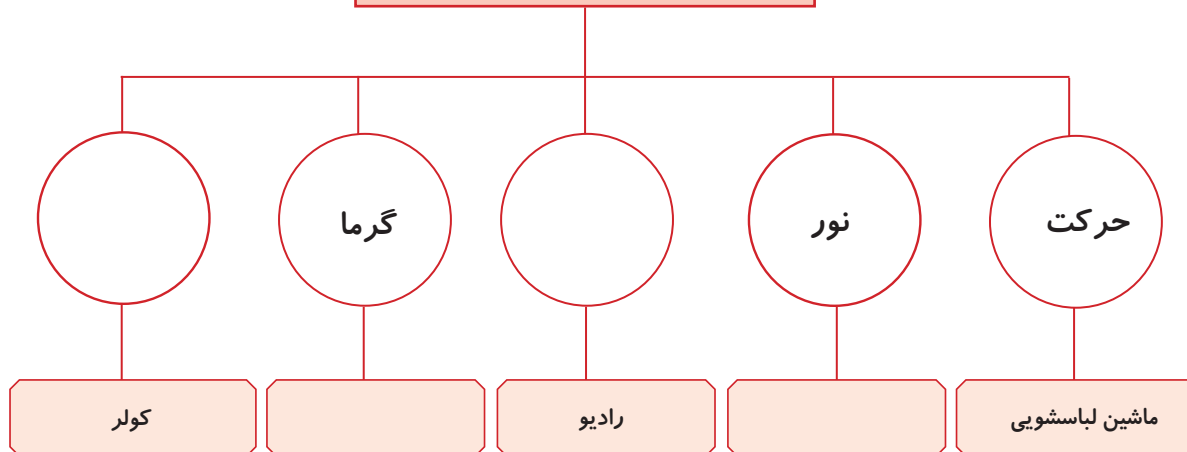 حرکت
نور
گرما
ماشین لباسشویی
رادیو
کولر